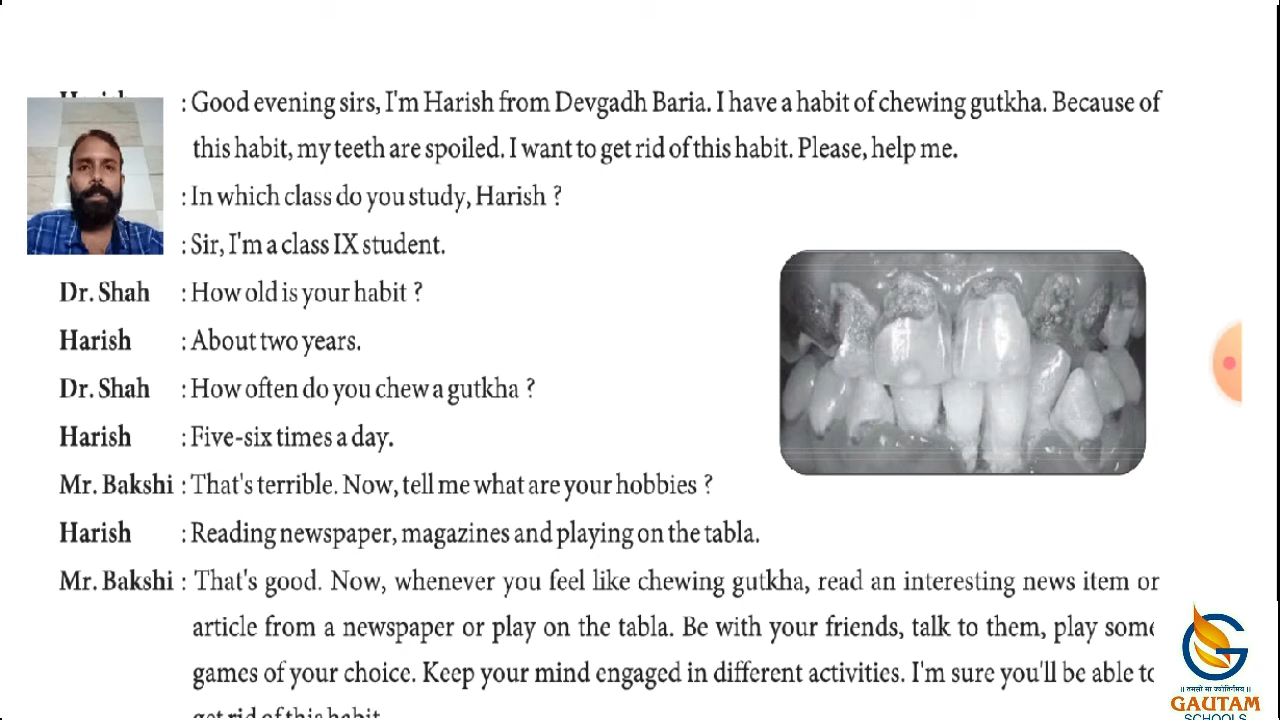 : Good evening sirs, I'm Harish from Devgadh Baria. I have a habit of chewing gutkha. Because of
this habit, my teeth are spoiled. I want to get rid of this habit. Please, help me.
: In which class do you study, Harish ?
: Sir, I'm a class IX student.
Dr. Shah : How old is your habit ?
Harish : About two years.
Dr. Shah : How often do you chew a gutkha ?
Harish : Five-six times a day.
Mr. Bakshi : That's terrible. Now, tell me what are your hobbies ?
Harish : Reading newspaper, magazines and playing on the tabla.
Mr. Bakshi : That's good. Now, whenever you feel like chewing gutkha, read an interesting news item or
article from a newspaper or play on the tabla. Be with your friends, talk to them, play some
games of your choice. Keep your mind engaged in different activities. I'm sure you'll be able to
get rid of this habit.
|| तमसो मा ज्योतिर्गमय ||
GAUTAM
SCHOOLS